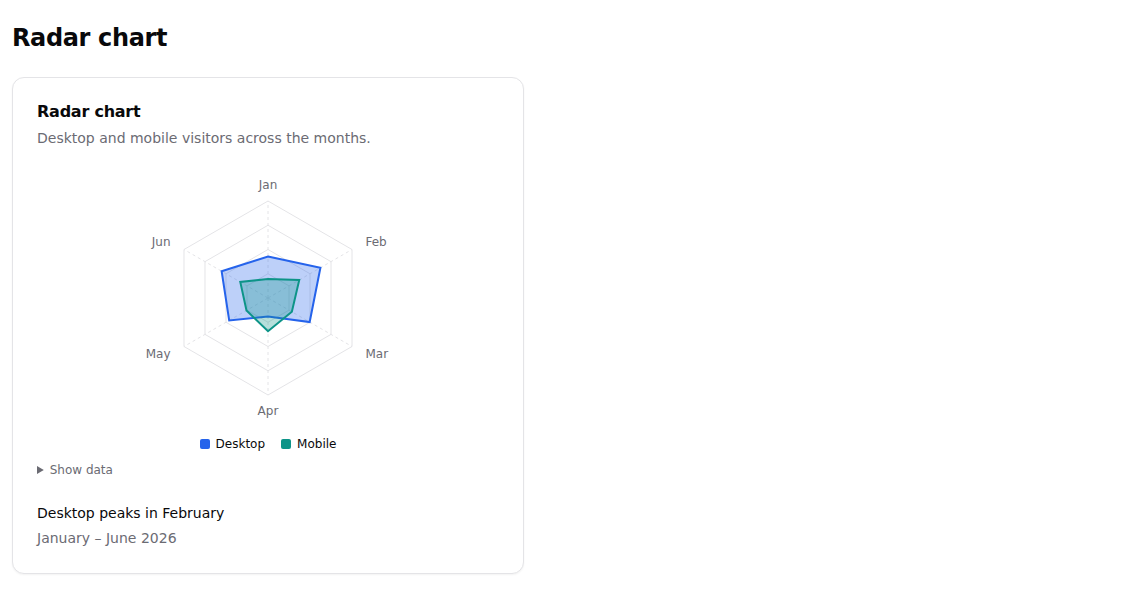 Radar chart
Radar chart
Desktop and mobile visitors across the months.
Jan
Jun
Feb
May
Mar
Apr
Desktop
Mobile
Show data
Desktop peaks in February
January – June 2026